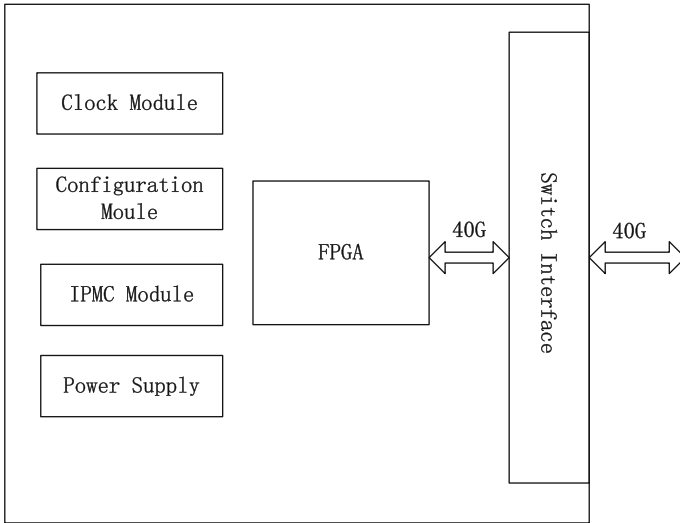 Clock Module
Configuration
Moule
IPMC Module
Power Supply
FPGA
40G
Switch Interface
40G